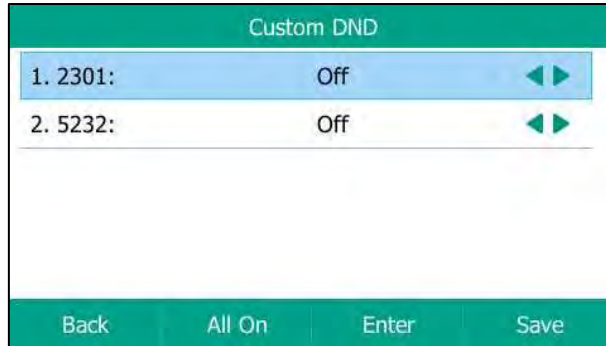 Custom DND
1. 2301: Off
2. 5232: Off
Back All On Enter Save